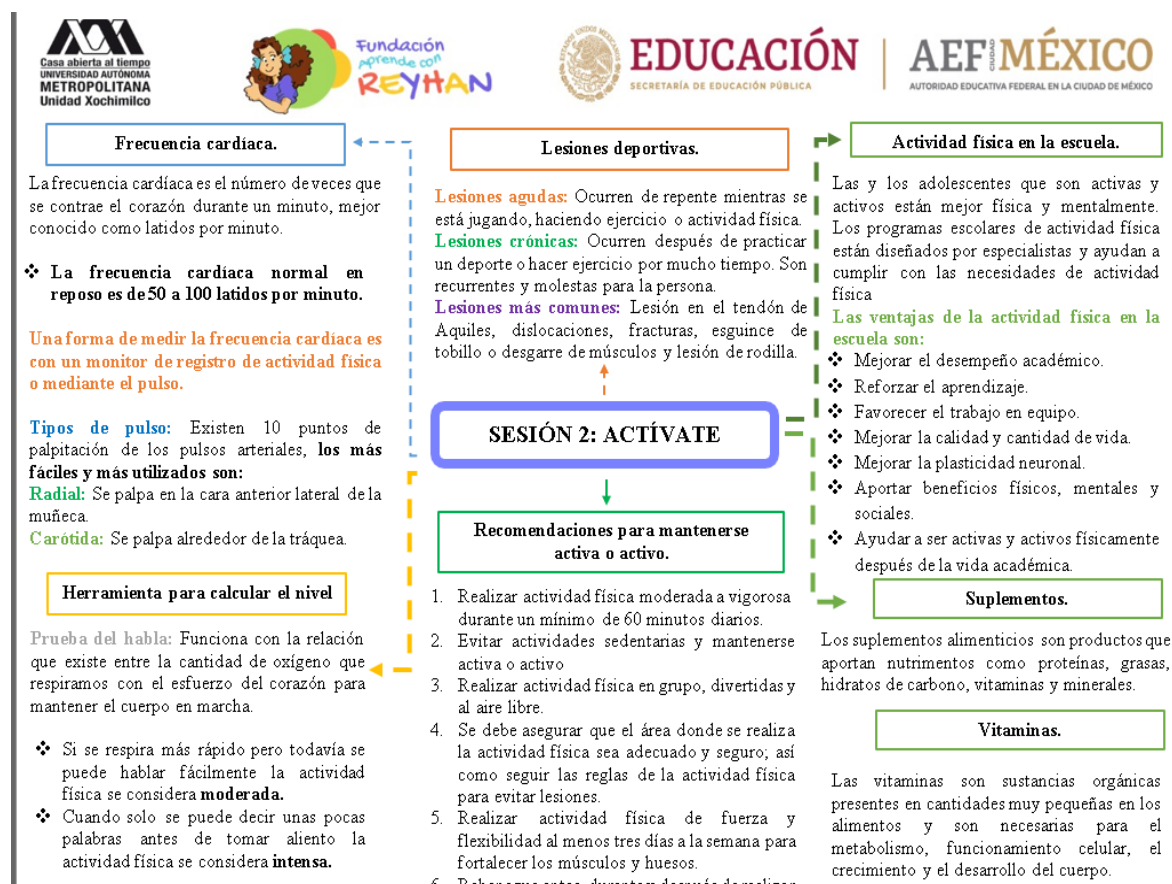 Casa abierta al tiempo
UNIVERSIDAD AUTÓNOMA
METROPOLITANA
Unidad Xochimilco
Fundación
aprende con
REYHAN
EDUCACIÓN
SECRETARÍA DE EDUCACIÓN PÚBLICA
AEF CIUDAD DE MÉXICO
AUTORIDAD EDUCATIVA FEDERAL EN LA CIUDAD DE MÉXICO
Frecuencia cardíaca.
La frecuencia cardíaca es el número de veces que
se contrae el corazón durante un minuto, mejor
conocido como latidos por minuto.
❖ La frecuencia cardíaca normal en
reposo es de 50 a 100 latidos por minuto.
Una forma de medir la frecuencia cardíaca es
con un monitor de registro de actividad física
o mediante el pulso.
Tipos de pulso: Existen 10 puntos de
palpitación de los pulsos arteriales, los más
fáciles y más utilizados son:
Radial: Se palpa en la cara anterior lateral de la
muñeca.
Carótida: Se palpa alrededor de la tráquea.
Herramienta para calcular el nivel
Prueba del habla: Funciona con la relación
que existe entre la cantidad de oxígeno que
respiramos con el esfuerzo del corazón para
mantener el cuerpo en marcha.
❖ Si se respira más rápido pero todavía se
puede hablar fácilmente la actividad
física se considera moderada.
❖ Cuando solo se puede decir unas pocas
palabras antes de tomar aliento la
actividad física se considera intensa.
Lesiones deportivas.
Lesiones agudas: Ocurren de repente mientras se
está jugando, haciendo ejercicio o actividad física.
Lesiones crónicas: Ocurren después de practicar
un deporte o hacer ejercicio por mucho tiempo. Son
recurrentes y molestas para la persona.
Lesiones más comunes: Lesión en el tendón de
Aquiles, dislocaciones, fracturas, esguince de
tobillo o desgarre de músculos y lesión de rodilla.
SESIÓN 2: ACTÍVATE
Recomendaciones para mantenerse
activa o activo.
1. Realizar actividad física moderada a vigorosa
durante un mínimo de 60 minutos diarios.
2. Evitar actividades sedentarias y mantenerse
activa o activo
3. Realizar actividad física en grupo, divertidas y
al aire libre.
4. Se debe asegurar que el área donde se realiza
la actividad física sea adecuado y seguro; así
como seguir las reglas de la actividad física
para evitar lesiones.
5. Realizar actividad física de fuerza y
flexibilidad al menos tres días a la semana para
fortalecer los músculos y huesos.
Actividad física en la escuela.
Las y los adolescentes que son activas y
activos están mejor física y mentalmente.
Los programas escolares de actividad física
están diseñados por especialistas y ayudan a
cumplir con las necesidades de actividad
física
Las ventajas de la actividad física en la
escuela son:
❖ Mejorar el desempeño académico.
❖ Reforzar el aprendizaje.
❖ Favorecer el trabajo en equipo.
❖ Mejorar la calidad y cantidad de vida.
❖ Mejorar la plasticidad neuronal.
❖ Aportar beneficios físicos, mentales y
sociales.
❖ Ayudar a ser activas y activos físicamente
después de la vida académica.
Suplementos.
Los suplementos alimenticios son productos que
aportan nutrimentos como proteínas, grasas,
hidratos de carbono, vitaminas y minerales.
Vitaminas.
Las vitaminas son sustancias orgánicas
presentes en cantidades muy pequeñas en los
alimentos y son necesarias para el
metabolismo, funcionamiento celular, el
crecimiento y el desarrollo del cuerpo.